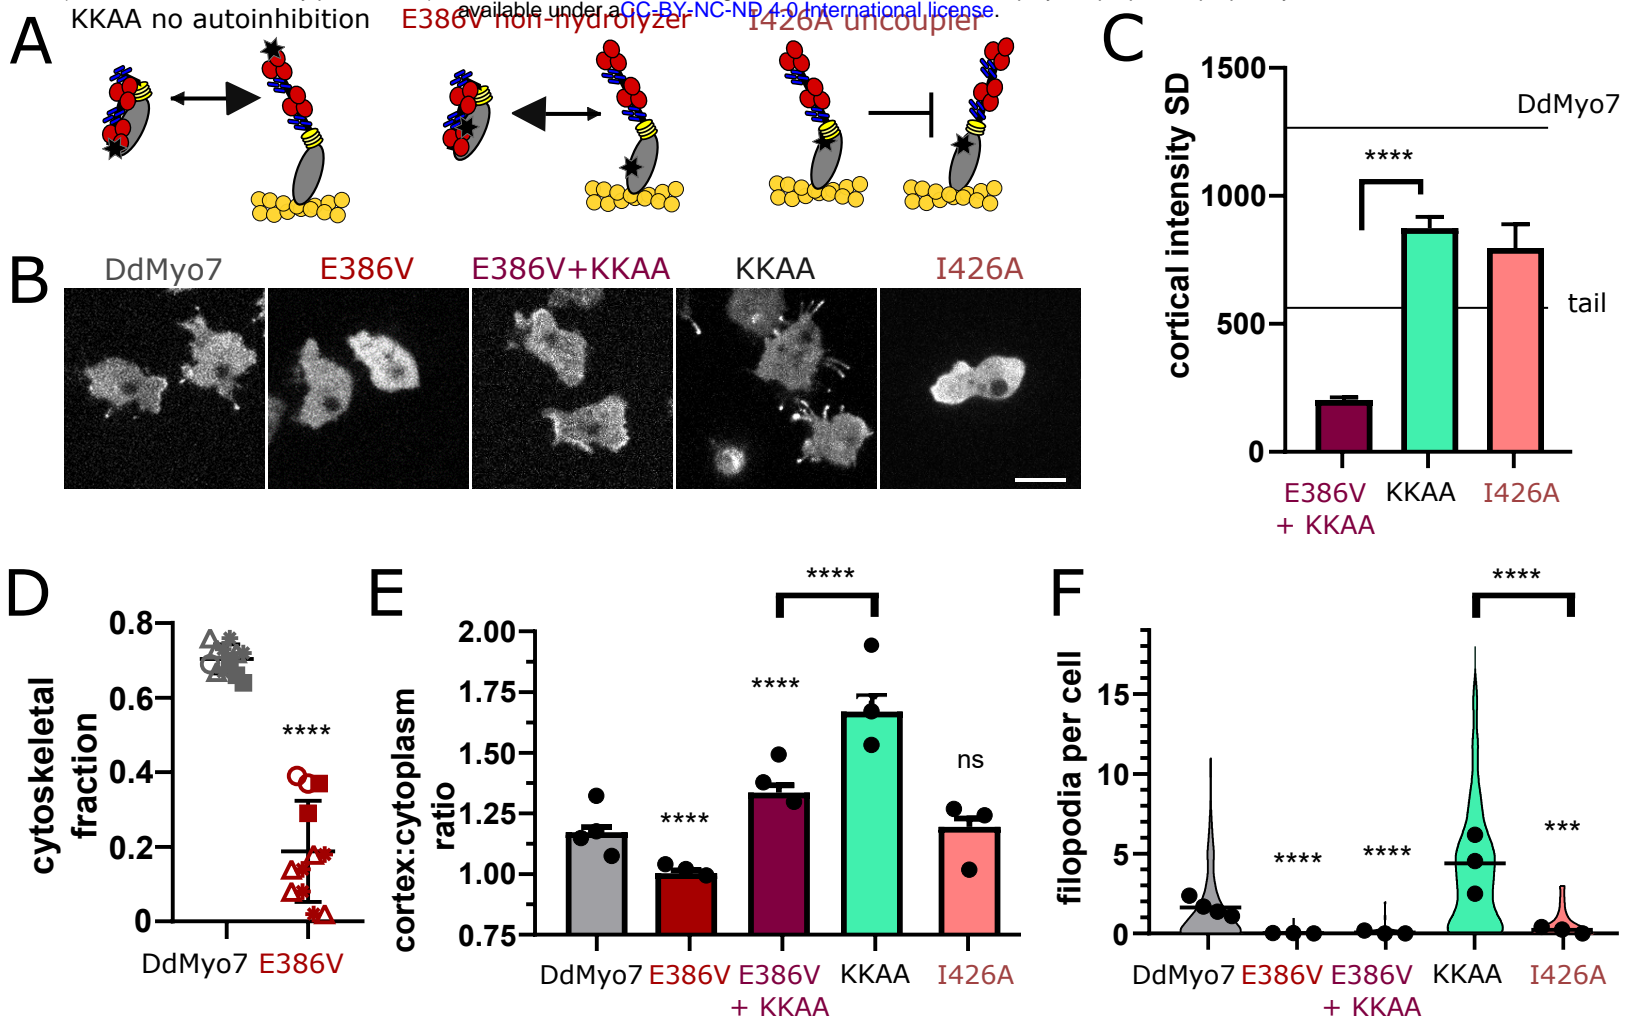 available under aCC-BY-NC-ND 4.0 International license.
A
KKAA no autoinhibition
E386V non-hydrolyzer
I426A uncoupler
B
DdMyo7
E386V
E386V+KKAA
KKAA
I426A
C
cortical intensity SD
1500
1000
500
0
DdMyo7
tail
****
E386V
+ KKAA
KKAA
I426A
D
cytoskeletal
fraction
0.8
0.6
0.4
0.2
0
****
DdMyo7
E386V
E
cortex:cytoplasm
ratio
2.00
1.75
1.50
1.25
1.00
0.75
****
****
****
ns
DdMyo7
E386V
E386V
+ KKAA
KKAA
I426A
F
filopodia per cell
15
10
5
0
****
****
****
***
DdMyo7
E386V
E386V
+ KKAA
KKAA
I426A